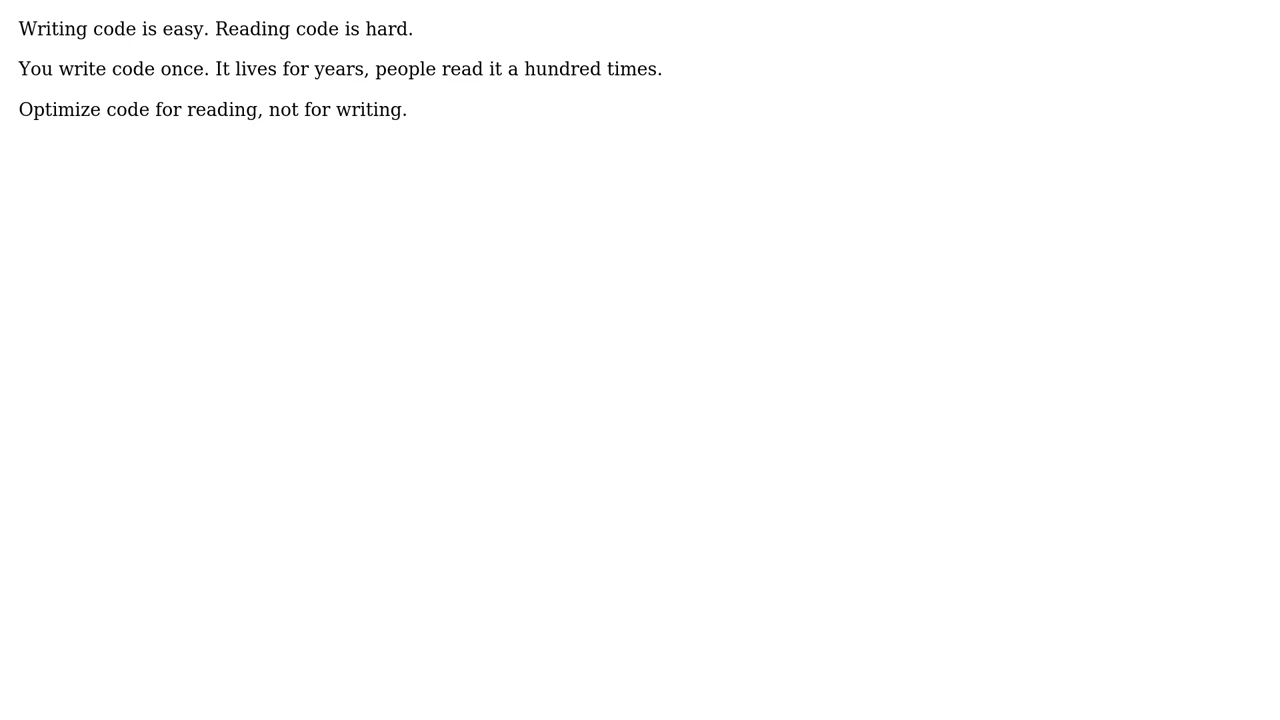 Writing code is easy. Reading code is hard.
You write code once. It lives for years, people read it a hundred times.
Optimize code for reading, not for writing.